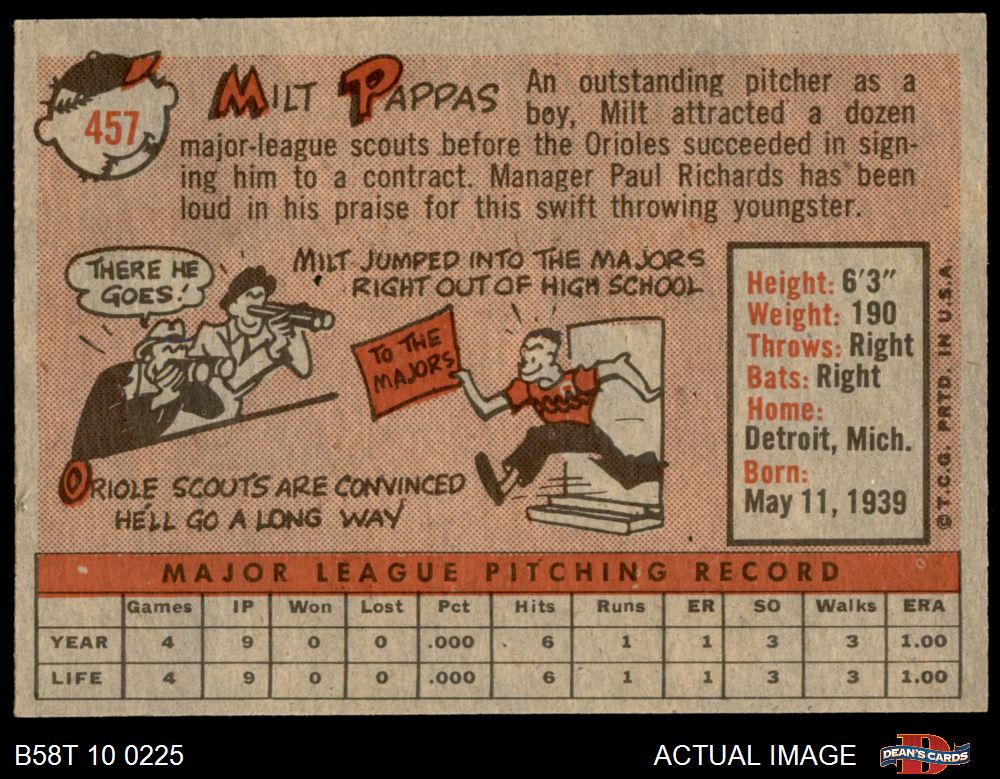 457
MILT PAPPAS
An outstanding pitcher as a
boy, Milt attracted a dozen
major-league scouts before the Orioles succeeded in sign-
ing him to a contract. Manager Paul Richards has been
loud in his praise for this swift throwing youngster.
THERE HE
GOES!
MILT JUMPED INTO THE MAJORS
RIGHT OUT OF HIGH SCHOOL
TO THE
MAJORS
ORIOLE SCOUTS ARE CONVINCED
HE'LL GO A LONG WAY
Height: 6'3"
Weight: 190
Throws: Right
Bats: Right
Home:
Detroit, Mich.
Born:
May 11, 1939
© T.C.G. PRTD. IN U.S.A.
MAJOR LEAGUE PITCHING RECORD
Games IP Won Lost Pct Hits Runs ER SO Walks ERA
YEAR 4 9 0 0 .000 6 1 1 3 3 1.00
LIFE 4 9 0 0 .000 6 1 1 3 3 1.00
B58T 10 0225
ACTUAL IMAGE
DEAN'S CARDS